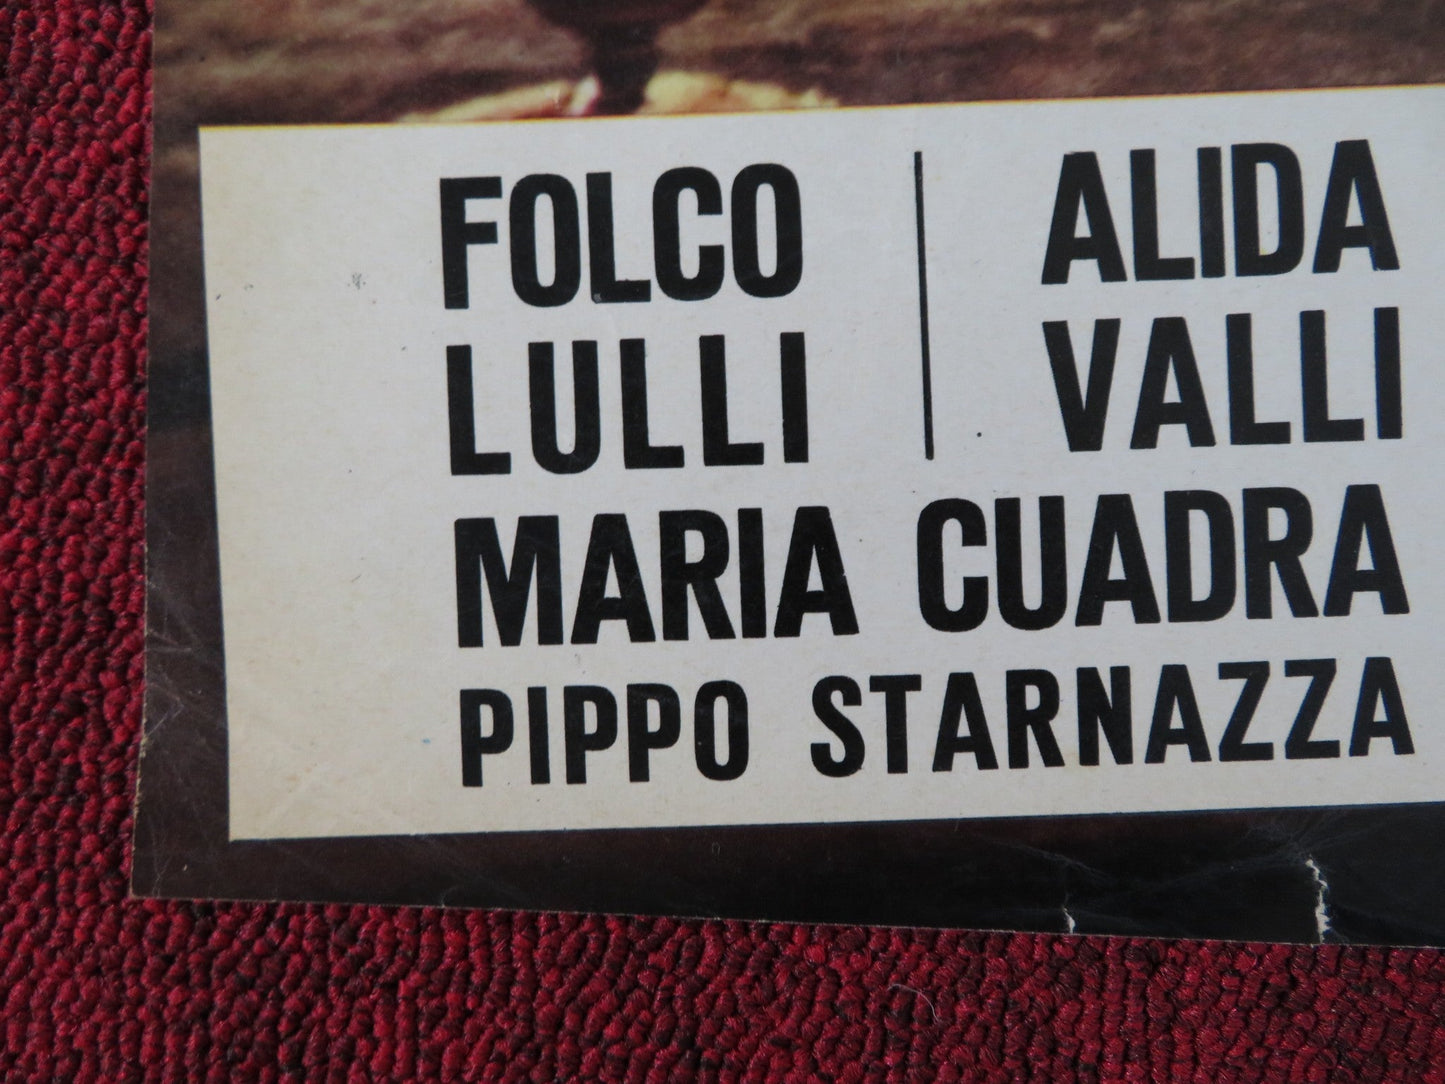 FOLCO
LULLI
ALIDA
VALLI
MARIA CUADRA
PIPPO STARNAZZA